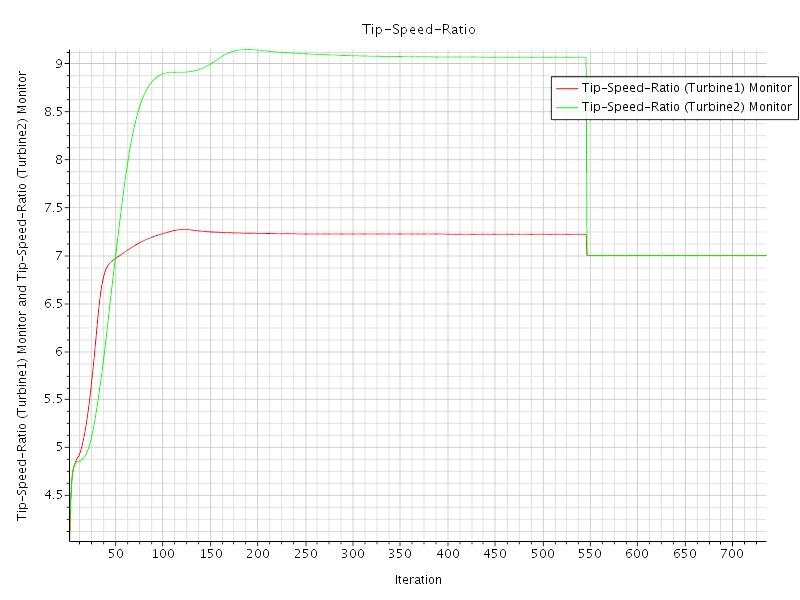 Tip-Speed-Ratio
Tip-Speed-Ratio (Turbine1) Monitor
Tip-Speed-Ratio (Turbine2) Monitor
Tip-Speed-Ratio (Turbine1) Monitor and Tip-Speed-Ratio (Turbine2) Monitor
9
8.5
8
7.5
7
6.5
6
5.5
5
4.5
50 100 150 200 250 300 350 400 450 500 550 600 650 700
Iteration